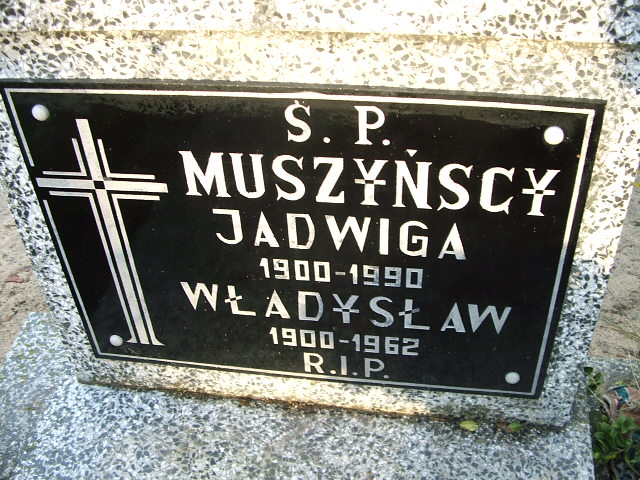 Ś. P.
MUSZYŃSCY
JADWIGA
1900-1990
WŁADYSŁAW
1900-1962
R.I.P.